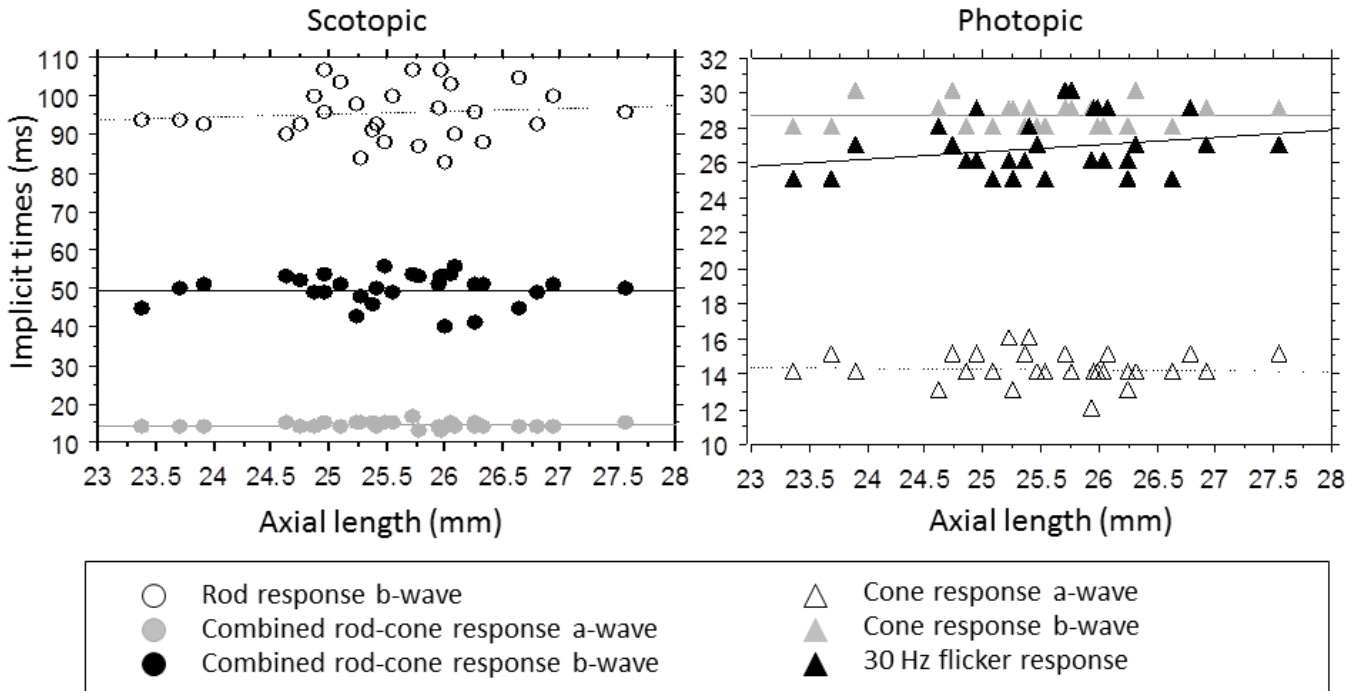 Scotopic
Photopic
Implicit times (ms)
110
100
90
80
70
60
50
40
30
20
10
23 23.5 24 24.5 25 25.5 26 26.5 27 27.5 28
Axial length (mm)
32
30
28
26
24
22
20
18
16
14
12
10
23 23.5 24 24.5 25 25.5 26 26.5 27 27.5 28
Axial length (mm)
Rod response b-wave
Combined rod-cone response a-wave
Combined rod-cone response b-wave
Cone response a-wave
Cone response b-wave
30 Hz flicker response